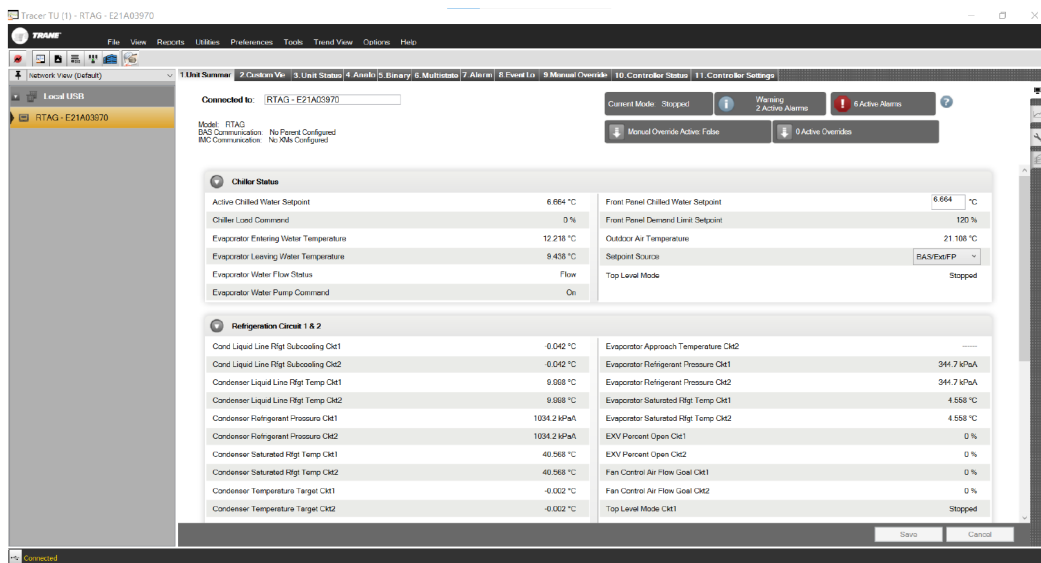 Tracer TU (1) - RTAG - E21A03970
TRANE
File View Reports Utilities Preferences Tools Trend View Options Help
Network View (Default)
1.Unit Summar 2.Custom Vie 3.Unit Status 4.Analo 5.Binary 6.Multistate 7.Alarm 8.Event Lo 9.Manual Override 10.Controller Status 11.Controller Settings
Local USB
RTAG - E21A03970
Connected to: RTAG - E21A03970
Model: RTAG
BAS Communication: No Parent Configured
IMC Communication: No XMs Configured
Current Mode: Stopped
Warning
2 Active Alarms
6 Active Alarms
Manual Override Active: False
0 Active Overrides
Chiller Status
Active Chilled Water Setpoint 6.664 °C Front Panel Chilled Water Setpoint 6.664 °C
Chiller Load Command 0 % Front Panel Demand Limit Setpoint 120 %
Evaporator Entering Water Temperature 12.218 °C Outdoor Air Temperature 21.108 °C
Evaporator Leaving Water Temperature 9.438 °C Setpoint Source BAS/Ext/FP
Evaporator Water Flow Status Flow Top Level Mode Stopped
Evaporator Water Pump Command On
Refrigeration Circuit 1 & 2
Cond Liquid Line Rfgt Subcooling Ckt1 -0.042 °C Evaporator Approach Temperature Ckt2 ------
Cond Liquid Line Rfgt Subcooling Ckt2 -0.042 °C Evaporator Refrigerant Pressure Ckt1 344.7 kPaA
Condenser Liquid Line Rfgt Temp Ckt1 9.998 °C Evaporator Refrigerant Pressure Ckt2 344.7 kPaA
Condenser Liquid Line Rfgt Temp Ckt2 9.998 °C Evaporator Saturated Rfgt Temp Ckt1 4.558 °C
Condenser Refrigerant Pressure Ckt1 1034.2 kPaA Evaporator Saturated Rfgt Temp Ckt2 4.558 °C
Condenser Refrigerant Pressure Ckt2 1034.2 kPaA EXV Percent Open Ckt1 0 %
Condenser Saturated Rfgt Temp Ckt1 40.568 °C EXV Percent Open Ckt2 0 %
Condenser Saturated Rfgt Temp Ckt2 40.568 °C Fan Control Air Flow Goal Ckt1 0 %
Condenser Temperature Target Ckt1 -0.002 °C Fan Control Air Flow Goal Ckt2 0 %
Condenser Temperature Target Ckt2 -0.002 °C Top Level Mode Ckt1 Stopped
Save Cancel
Connected